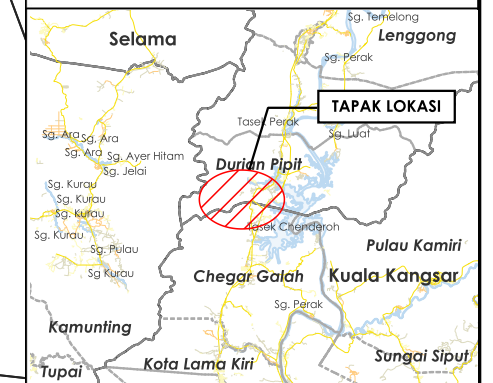 Sg. Temelong
Selama
Lenggong
Sg. Perak
TAPAK LOKASI
Tasek Perak
Sg. Ara
Sg. Ara
Sg. Luat
Sg. Ara
Sg. Ayer Hitam
Durian Pipit
Sg. Jelai
Sg. Kurau
Sg. Kurau
Sg. Kurau
Tasek Chenderoh
Sg. Kurau
Sg. Pulau
Pulau Kamiri
Sg Kurau
Chegar Galah
Kuala Kangsar
Sg. Perak
Kamunting
Kota Lama Kiri
Sungai Siput
Tupai